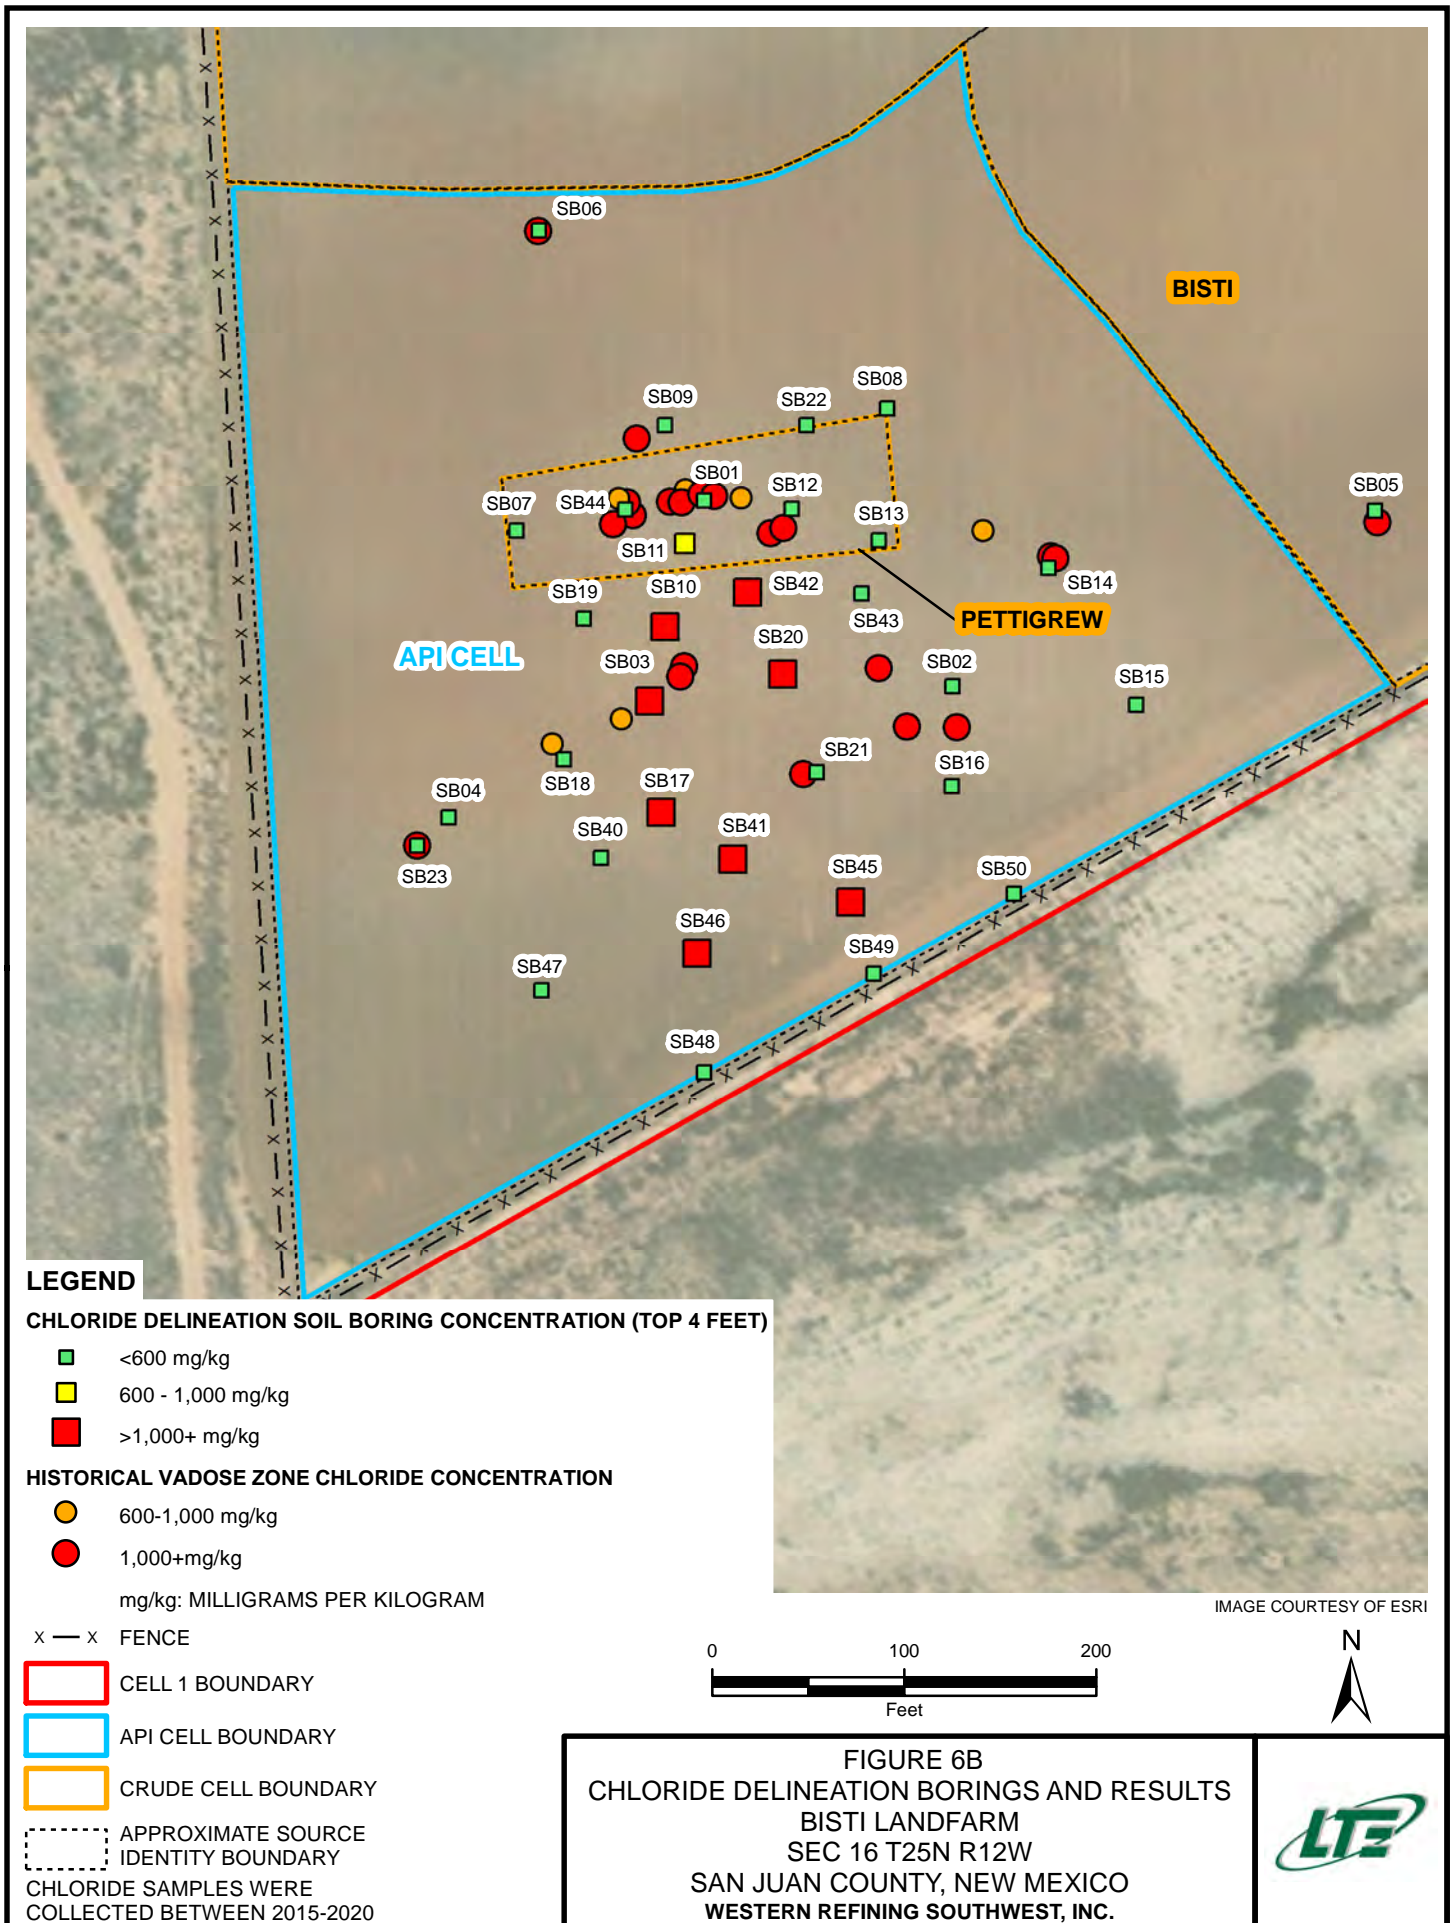 SB06
BISTI
SB08
SB09
SB22
SB01
SB12
SB05
SB07
SB44
SB13
SB11
SB14
SB10
SB42
SB19
SB43
PETTIGREW
SB20
API CELL
SB03
SB02
SB15
SB21
SB16
SB18
SB17
SB04
SB41
SB40
SB50
SB23
SB45
SB46
SB49
SB47
SB48
LEGEND
CHLORIDE DELINEATION SOIL BORING CONCENTRATION (TOP 4 FEET)
<600 mg/kg
600 - 1,000 mg/kg
>1,000+ mg/kg
HISTORICAL VADOSE ZONE CHLORIDE CONCENTRATION
600-1,000 mg/kg
1,000+mg/kg
mg/kg: MILLIGRAMS PER KILOGRAM
X — X FENCE
CELL 1 BOUNDARY
API CELL BOUNDARY
CRUDE CELL BOUNDARY
APPROXIMATE SOURCE
IDENTITY BOUNDARY
CHLORIDE SAMPLES WERE
COLLECTED BETWEEN 2015-2020
IMAGE COURTESY OF ESRI
0 100 200
Feet
N
FIGURE 6B
CHLORIDE DELINEATION BORINGS AND RESULTS
BISTI LANDFARM
SEC 16 T25N R12W
SAN JUAN COUNTY, NEW MEXICO
WESTERN REFINING SOUTHWEST, INC.
LTE